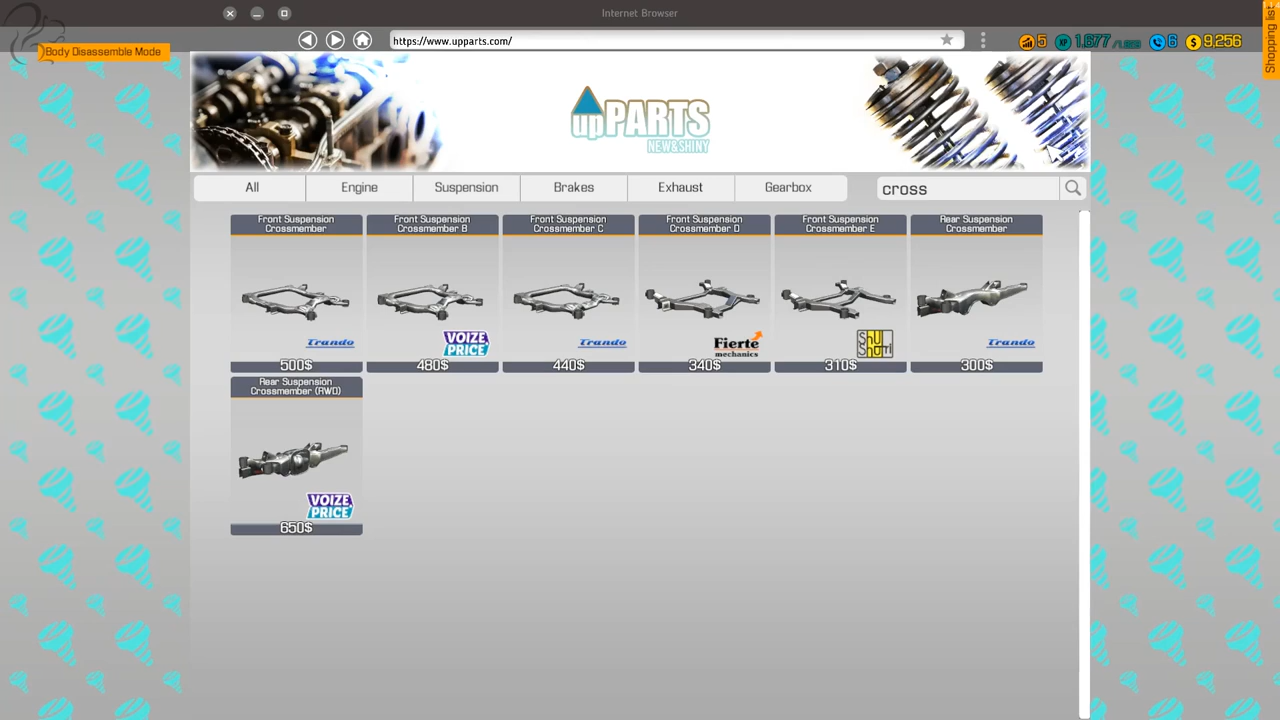 Internet Browser
Body Disassemble Mode
https://www.upparts.com/
5
1,677
6
$ 9,256
Shopping list
upPARTS
NEW&SHINY
All
Engine
Suspension
Brakes
Exhaust
Gearbox
cross
Front Suspension
Crossmember
Trando
500$
Front Suspension
Crossmember B
VOIZE
PRICE
480$
Front Suspension
Crossmember C
Trando
440$
Front Suspension
Crossmember D
Fierte
mechanics
340$
Front Suspension
Crossmember E
310$
Rear Suspension
Crossmember
Trando
300$
Rear Suspension
Crossmember (RWD)
VOIZE
PRICE
650$